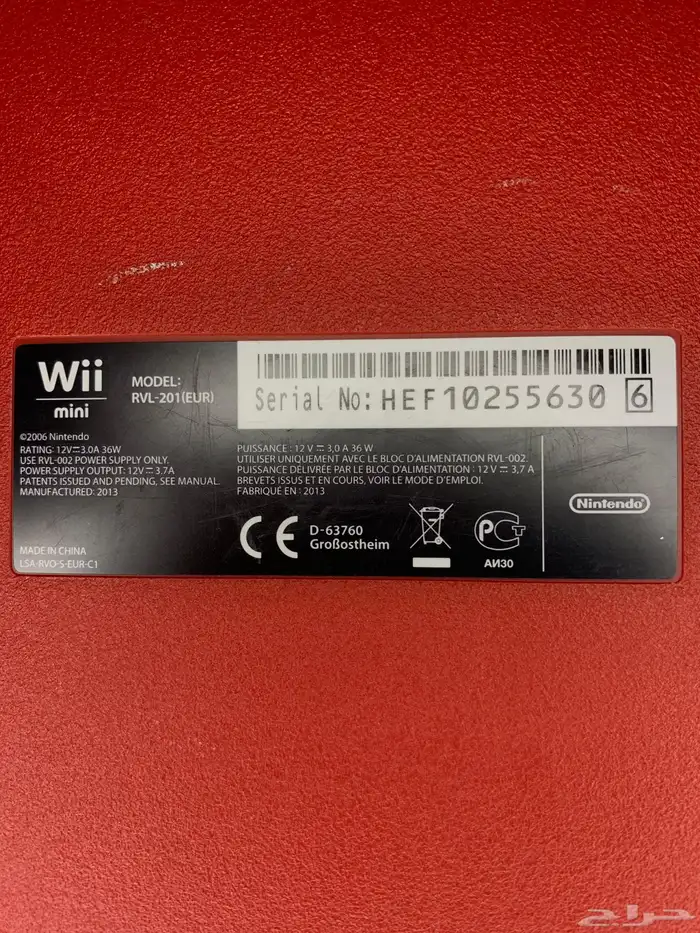 Wii
mini
MODEL:
RVL-201(EUR)
Serial No: HEF10255630 6
©2006 Nintendo
RATING: 12V⎓3.0A 36W
USE RVL-002 POWER SUPPLY ONLY.
POWER SUPPLY OUTPUT: 12V ⎓ 3.7A
PATENTS ISSUED AND PENDING, SEE MANUAL.
MANUFACTURED: 2013
PUISSANCE : 12 V ⎓ 3,0 A 36 W
UTILISER UNIQUEMENT AVEC LE BLOC D'ALIMENTATION RVL-002.
PUISSANCE DÉLIVRÉE PAR LE BLOC D'ALIMENTATION : 12 V ⎓ 3,7 A
BREVETS ISSUS ET EN COURS, VOIR LE MODE D'EMPLOI.
FABRIQUÉ EN : 2013
MADE IN CHINA
LSA-RVO-S-EUR-C1
CE
D-63760
Großostheim
РСТ
АИ30
Nintendo
حراج